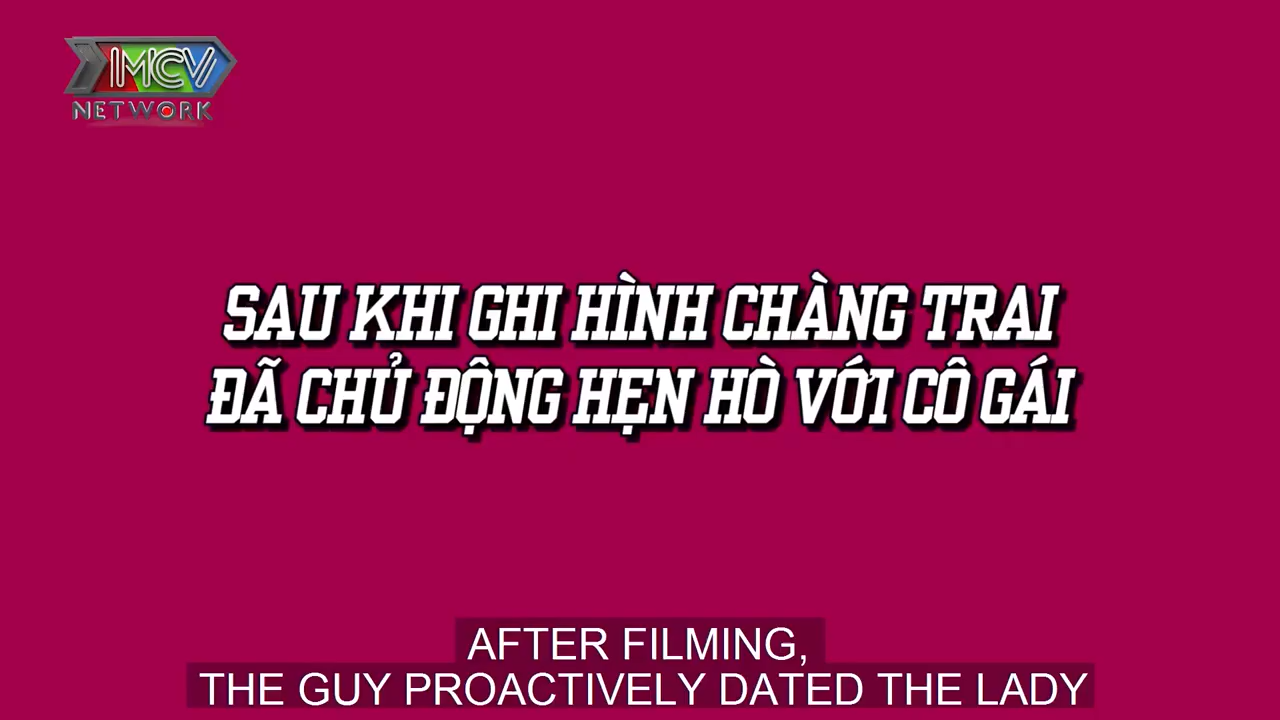 MCV
NETWORK
SAU KHI GHI HÌNH CHÀNG TRAI
ĐÃ CHỦ ĐỘNG HẸN HÒ VỚI CÔ GÁI
AFTER FILMING,
THE GUY PROACTIVELY DATED THE LADY